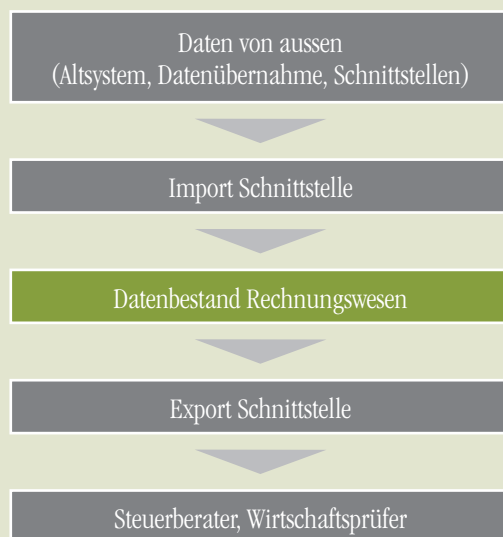 Daten von aussen
(Altsystem, Datenübernahme, Schnittstellen)
Import Schnittstelle
Datenbestand Rechnungswesen
Export Schnittstelle
Steuerberater, Wirtschaftsprüfer